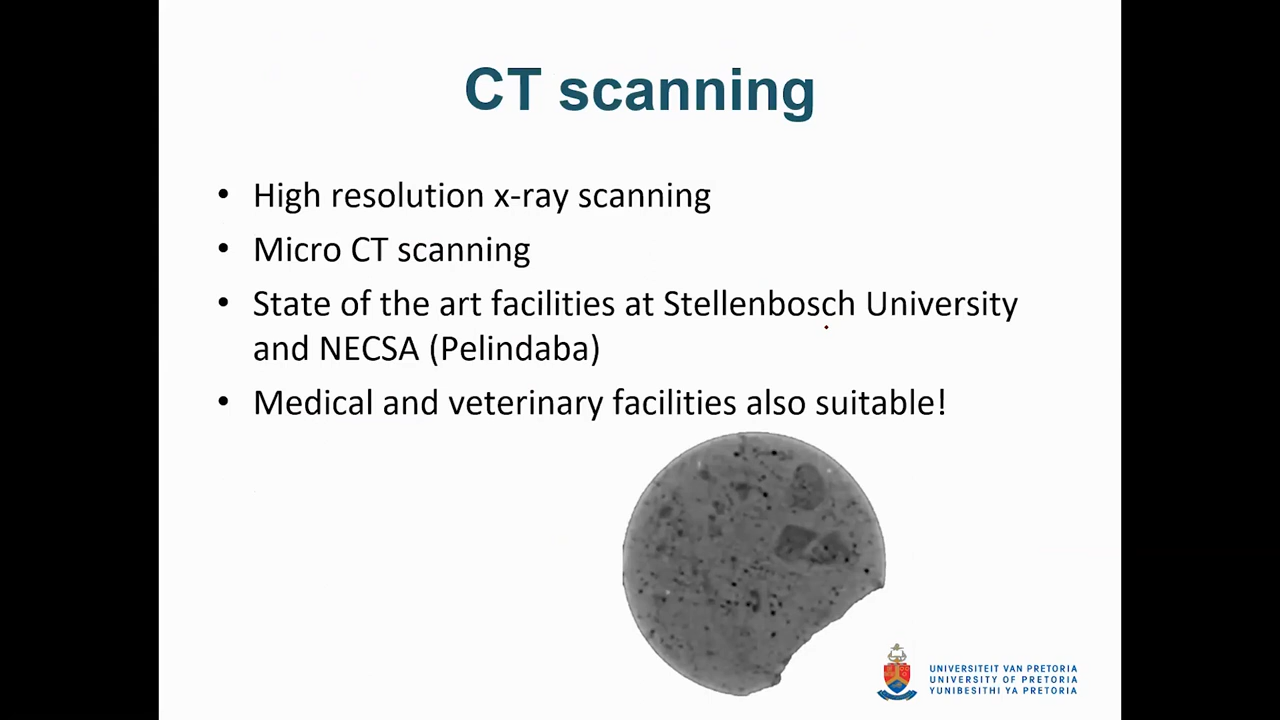 CT scanning
• High resolution x-ray scanning
• Micro CT scanning
• State of the art facilities at Stellenbosch University
and NECSA (Pelindaba)
• Medical and veterinary facilities also suitable!
UNIVERSITEIT VAN PRETORIA
UNIVERSITY OF PRETORIA
YUNIBESITHI YA PRETORIA